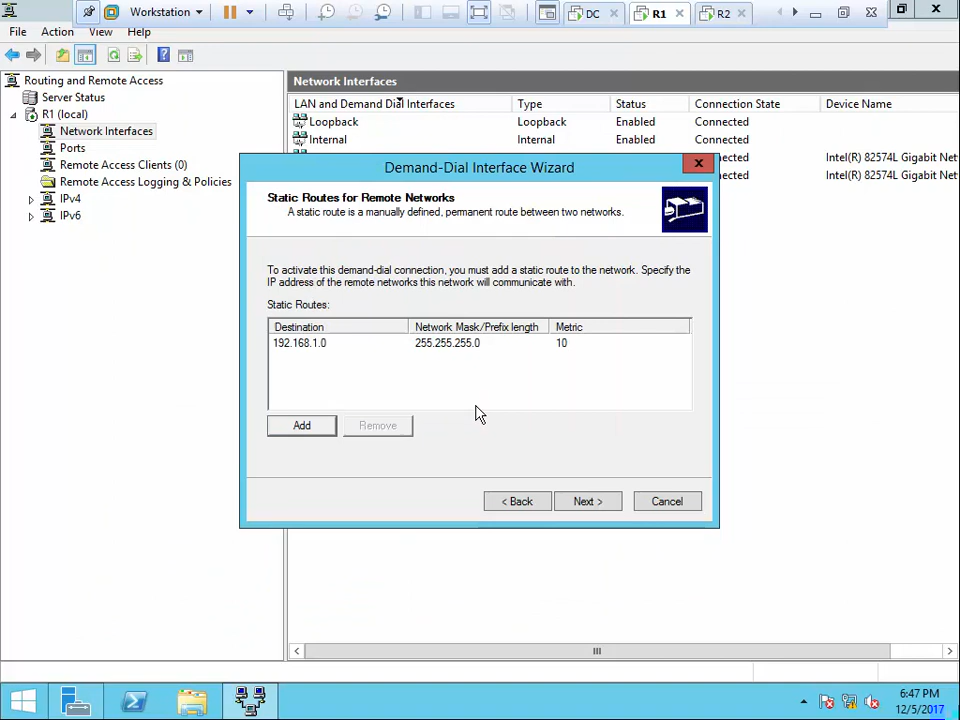 Workstation
DC
R1
R2
File Action View Help
Routing and Remote Access
Server Status
R1 (local)
Network Interfaces
Ports
Remote Access Clients (0)
Remote Access Logging & Policies
IPv4
IPv6
Network Interfaces
LAN and Demand Dial Interfaces Type Status Connection State Device Name
Loopback Loopback Enabled Connected
Internal Internal Enabled Connected
nected Intel(R) 82574L Gigabit Net
nected Intel(R) 82574L Gigabit Net
Demand-Dial Interface Wizard
Static Routes for Remote Networks
A static route is a manually defined, permanent route between two networks.
To activate this demand-dial connection, you must add a static route to the network. Specify the
IP address of the remote networks this network will communicate with.
Static Routes:
Destination Network Mask/Prefix length Metric
192.168.1.0 255.255.255.0 10
Add Remove
< Back Next > Cancel
6:47 PM
12/5/2017